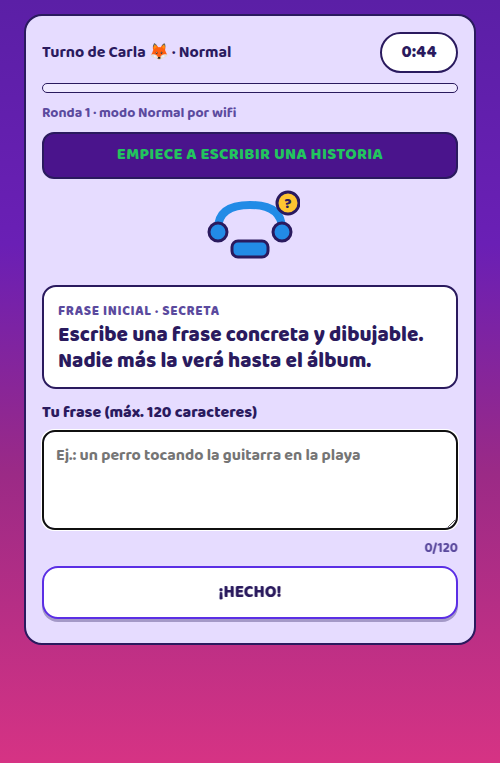 Turno de Carla 🦊 · Normal
0:44
Ronda 1 · modo Normal por wifi
EMPIECE A ESCRIBIR UNA HISTORIA
?
FRASE INICIAL · SECRETA
Escribe una frase concreta y dibujable.
Nadie más la verá hasta el álbum.
Tu frase (máx. 120 caracteres)
Ej.: un perro tocando la guitarra en la playa
0/120
¡HECHO!